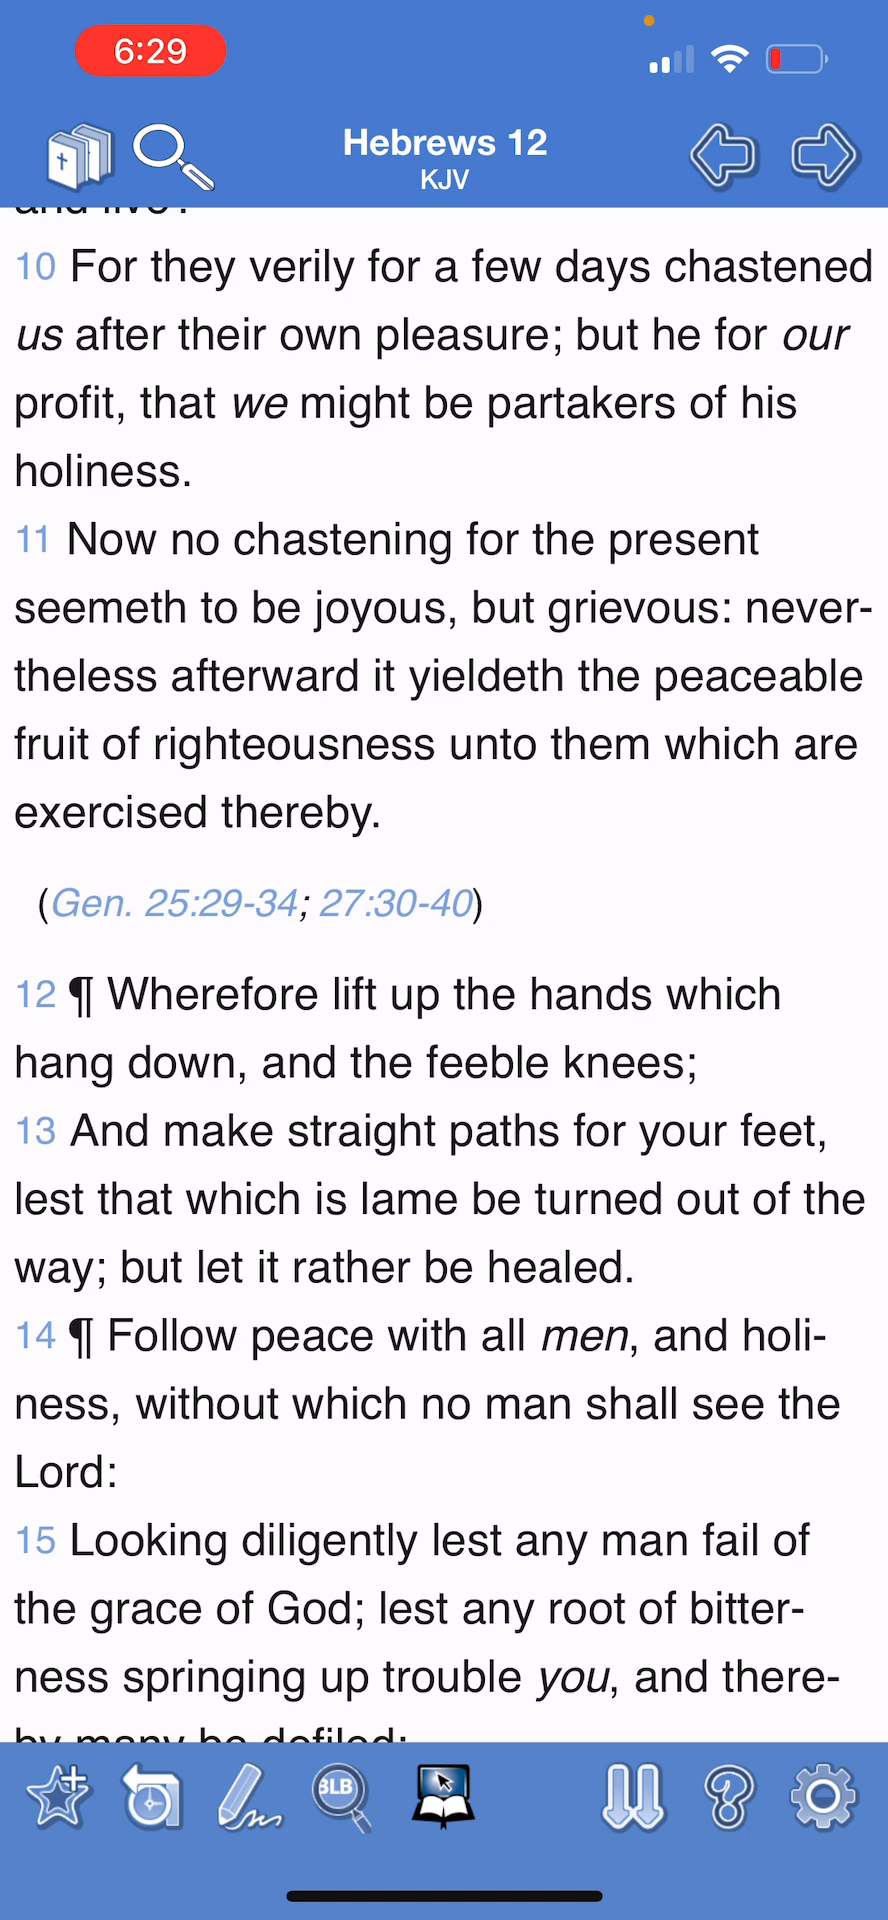 6:29
Hebrews 12
KJV
and live?
10 For they verily for a few days chastened
us after their own pleasure; but he for our
profit, that we might be partakers of his
holiness.
11 Now no chastening for the present
seemeth to be joyous, but grievous: never-
theless afterward it yieldeth the peaceable
fruit of righteousness unto them which are
exercised thereby.
(Gen. 25:29-34; 27:30-40)
12 ¶ Wherefore lift up the hands which
hang down, and the feeble knees;
13 And make straight paths for your feet,
lest that which is lame be turned out of the
way; but let it rather be healed.
14 ¶ Follow peace with all men, and holi-
ness, without which no man shall see the
Lord:
15 Looking diligently lest any man fail of
the grace of God; lest any root of bitter-
ness springing up trouble you, and there-
by many be defiled;
BLB